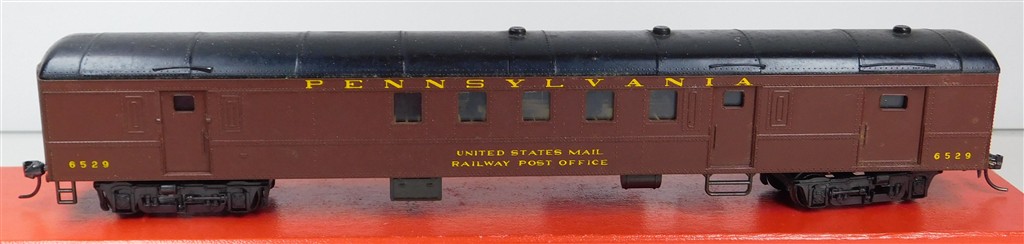 PENNSYLVANIA
UNITED STATES MAIL
RAILWAY POST OFFICE
6529
6529